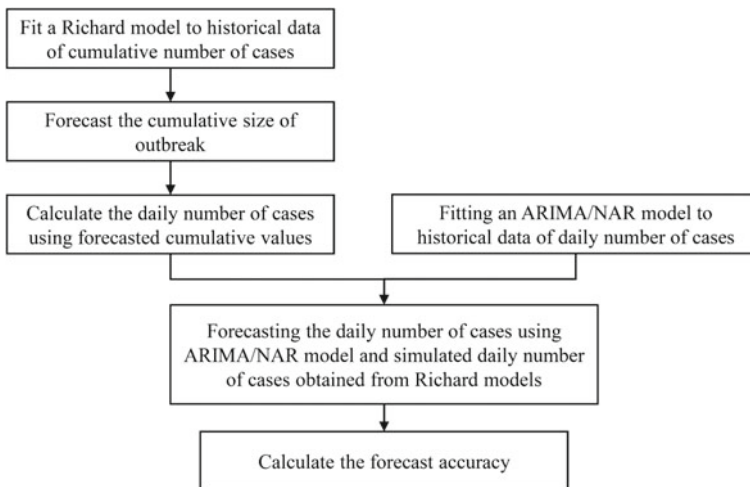 Fit a Richard model to historical data
of cumulative number of cases
Forecast the cumulative size of
outbreak
Calculate the daily number of cases
using forecasted cumulative values
Fitting an ARIMA/NAR model to
historical data of daily number of cases
Forecasting the daily number of cases using
ARIMA/NAR model and simulated daily number
of cases obtained from Richard models
Calculate the forecast accuracy